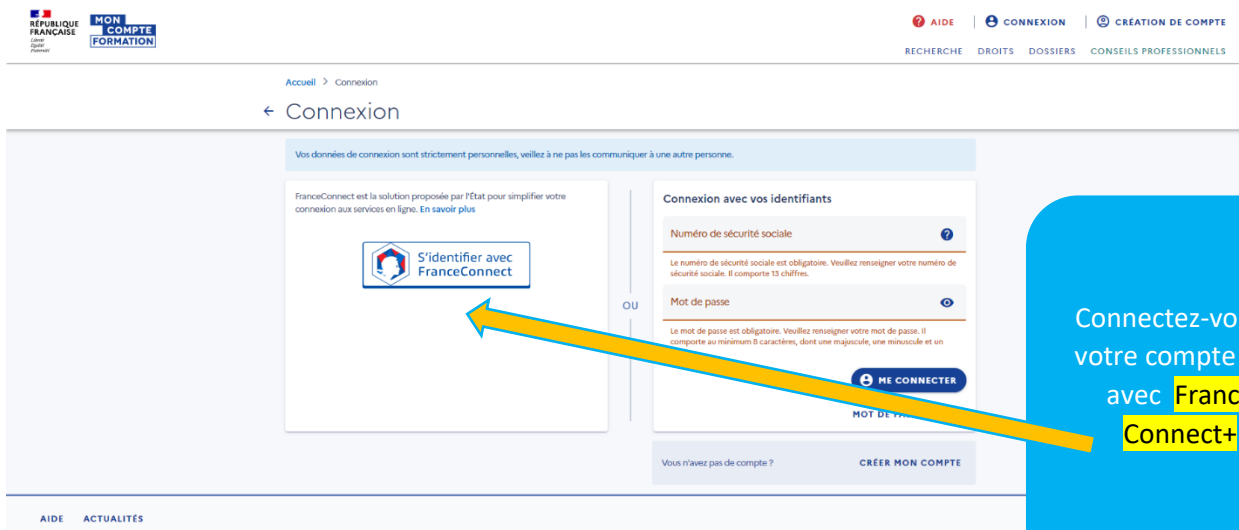 RÉPUBLIQUE
FRANÇAISE
Liberté
Égalité
Fraternité
MON
COMPTE
FORMATION
AIDE
CONNEXION
CRÉATION DE COMPTE
RECHERCHE DROITS DOSSIERS CONSEILS PROFESSIONNELS
Accueil > Connexion
← Connexion
Vos données de connexion sont strictement personnelles, veillez à ne pas les communiquer à une autre personne.
FranceConnect est la solution proposée par l'État pour simplifier votre
connexion aux services en ligne. En savoir plus
S'identifier avec
FranceConnect
OU
Connexion avec vos identifiants
Numéro de sécurité sociale
Le numéro de sécurité sociale est obligatoire. Veuillez renseigner votre numéro de
sécurité sociale. Il comporte 13 chiffres.
Mot de passe
Le mot de passe est obligatoire. Veuillez renseigner votre mot de passe. Il
comporte au minimum 8 caractères, dont une majuscule, une minuscule et un
ME CONNECTER
MOT DE
Vous n'avez pas de compte ?
CRÉER MON COMPTE
Connectez-vo
votre compte
avec Franc
Connect+
AIDE ACTUALITÉS